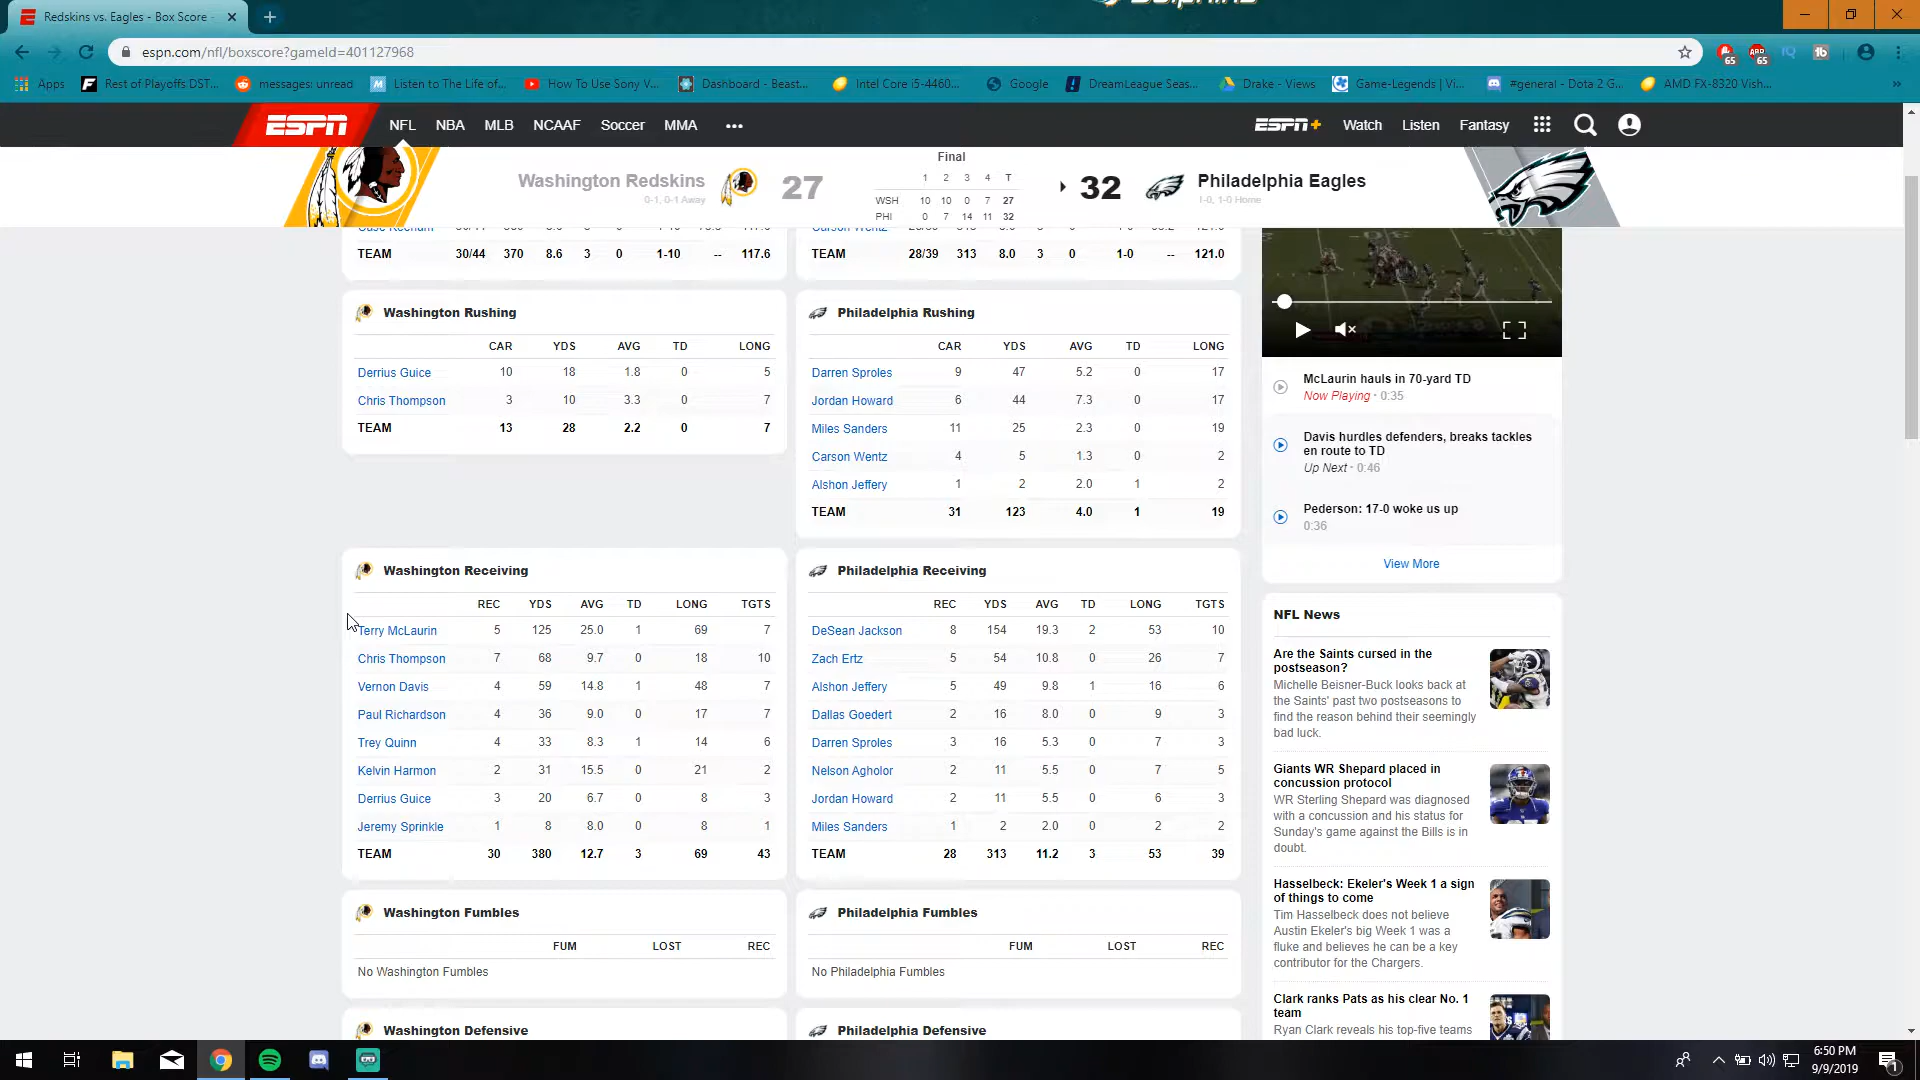 Dolphins
Redskins vs. Eagles - Box Score -
espn.com/nfl/boxscore?gameId=401127968
65
65
Apps
Rest of Playoffs DST...
messages: unread
Listen to The Life of...
How To Use Sony V...
Dashboard - Beast...
Intel Core i5-4460...
Google
DreamLeague Seas...
Drake - Views
Game-Legends | Vi...
#general - Dota 2 G...
AMD FX-8320 Vish...
ESPN NFL NBA MLB NCAAF Soccer MMA
ESPN+ Watch Listen Fantasy
Final
Washington Redskins
0-1, 0-1 Away
27
1 2 3 4 T
WSH 10 10 0 7 27
PHI 0 7 14 11 32
32
Philadelphia Eagles
1-0, 1-0 Home
TEAM 30/44 370 8.6 3 0 1-10 -- 117.6
TEAM 28/39 313 8.0 3 0 1-0 -- 121.0
Washington Rushing
CAR YDS AVG TD LONG
Derrius Guice 10 18 1.8 0 5
Chris Thompson 3 10 3.3 0 7
TEAM 13 28 2.2 0 7
Philadelphia Rushing
CAR YDS AVG TD LONG
Darren Sproles 9 47 5.2 0 17
Jordan Howard 6 44 7.3 0 17
Miles Sanders 11 25 2.3 0 19
Carson Wentz 4 5 1.3 0 2
Alshon Jeffery 1 2 2.0 1 2
TEAM 31 123 4.0 1 19
Washington Receiving
REC YDS AVG TD LONG TGTS
Terry McLaurin 5 125 25.0 1 69 7
Chris Thompson 7 68 9.7 0 18 10
Vernon Davis 4 59 14.8 1 48 7
Paul Richardson 4 36 9.0 0 17 7
Trey Quinn 4 33 8.3 1 14 6
Kelvin Harmon 2 31 15.5 0 21 2
Derrius Guice 3 20 6.7 0 8 3
Jeremy Sprinkle 1 8 8.0 0 8 1
TEAM 30 380 12.7 3 69 43
Philadelphia Receiving
REC YDS AVG TD LONG TGTS
DeSean Jackson 8 154 19.3 2 53 10
Zach Ertz 5 54 10.8 0 26 7
Alshon Jeffery 5 49 9.8 1 16 6
Dallas Goedert 2 16 8.0 0 9 3
Darren Sproles 3 16 5.3 0 7 3
Nelson Agholor 2 11 5.5 0 7 5
Jordan Howard 2 11 5.5 0 6 3
Miles Sanders 1 2 2.0 0 2 2
TEAM 28 313 11.2 3 53 39
Washington Fumbles
FUM LOST REC
No Washington Fumbles
Philadelphia Fumbles
FUM LOST REC
No Philadelphia Fumbles
Washington Defensive
Philadelphia Defensive
McLaurin hauls in 70-yard TD
Now Playing - 0:35
Davis hurdles defenders, breaks tackles
en route to TD
Up Next - 0:46
Pederson: 17-0 woke us up
0:36
View More
NFL News
Are the Saints cursed in the
postseason?
Michelle Beisner-Buck looks back at
the Saints' past two postseasons to
find the reason behind their seemingly
bad luck.
Giants WR Shepard placed in
concussion protocol
WR Sterling Shepard was diagnosed
with a concussion and his status for
Sunday's game against the Bills is in
doubt.
Hasselbeck: Ekeler's Week 1 a sign
of things to come
Tim Hasselbeck does not believe
Austin Ekeler's big Week 1 was a
fluke and believes he can be a key
contributor for the Chargers.
Clark ranks Pats as his clear No. 1
team
Ryan Clark reveals his top-five teams
6:50 PM
9/9/2019
1